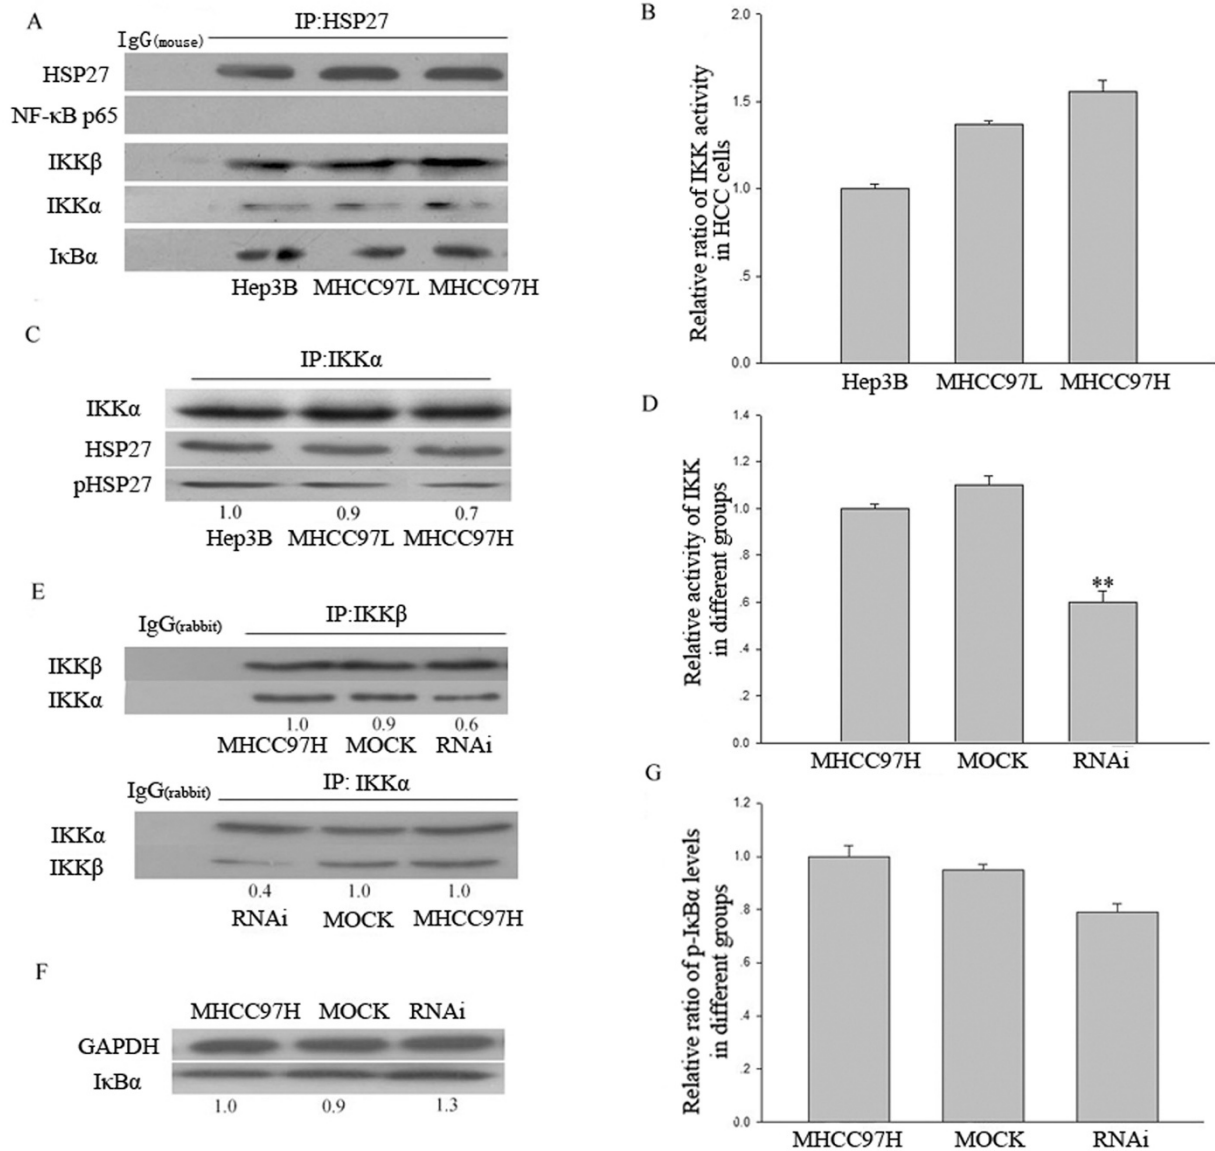 A
IP:HSP27
IgG(mouse)
HSP27
NF-κB p65
IKKβ
IKKα
IκBα
Hep3B MHCC97L MHCC97H
B
2.0
1.5
1.0
.5
0.0
Relative ratio of IKK activity
in HCC cells
Hep3B MHCC97L MHCC97H
C
IP:IKKα
IKKα
HSP27
pHSP27
1.0 0.9 0.7
Hep3B MHCC97L MHCC97H
D
1.4
1.2
1.0
.8
.6
.4
.2
0.0
Relative activity of IKK
in different groups
**
MHCC97H MOCK RNAi
E
IgG(rabbit)
IP:IKKβ
IKKβ
IKKα
1.0 0.9 0.6
MHCC97H MOCK RNAi
IgG(rabbit)
IP: IKKα
IKKα
IKKβ
0.4 1.0 1.0
RNAi MOCK MHCC97H
F
MHCC97H MOCK RNAi
GAPDH
IκBα
1.0 0.9 1.3
G
1.2
1.0
.8
.6
.4
.2
0.0
Relative ratio of p-IκBα levels
in different groups
MHCC97H MOCK RNAi